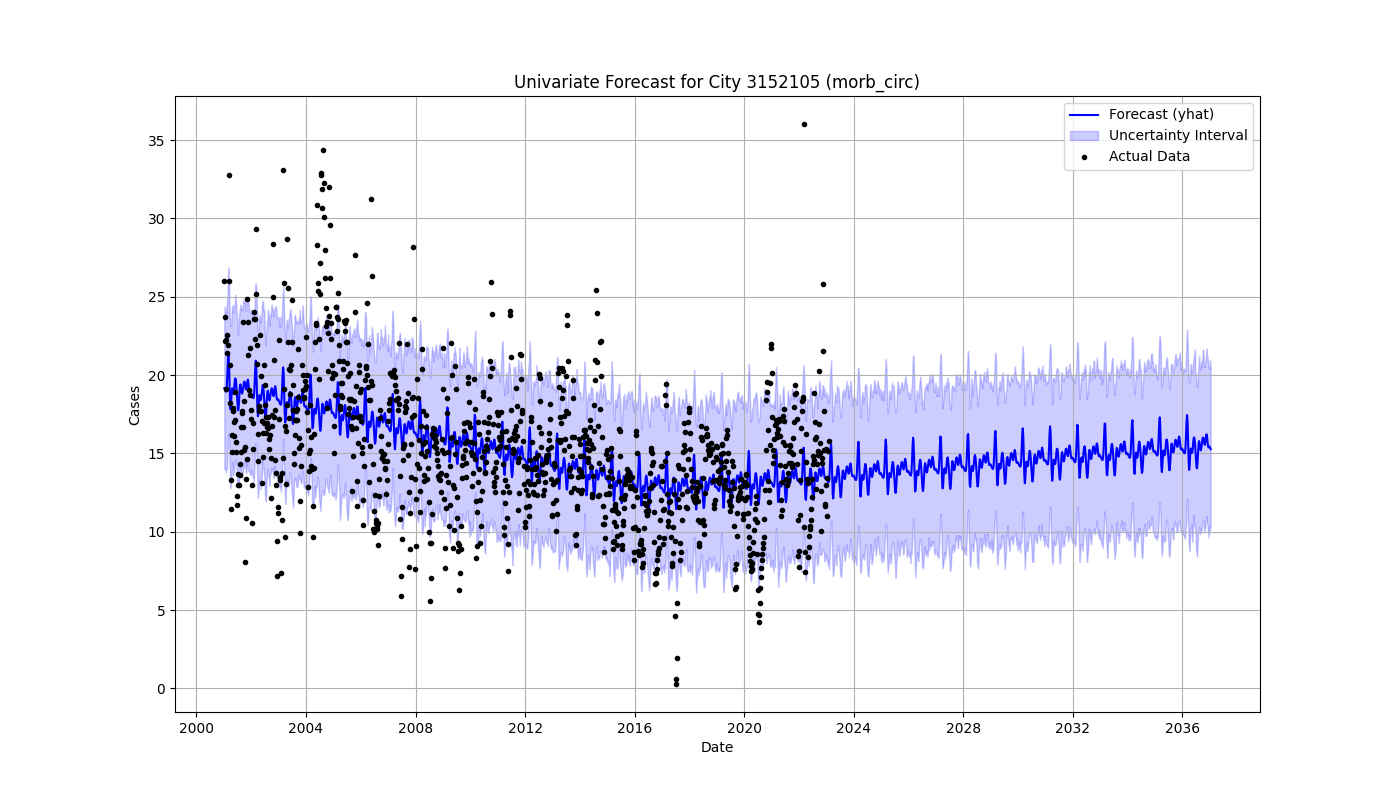 Univariate Forecast for City 3152105 (morb_circ)
Forecast (yhat)
Uncertainty Interval
Actual Data
Cases
35
30
25
20
15
10
5
0
2000 2004 2008 2012 2016 2020 2024 2028 2032 2036
Date